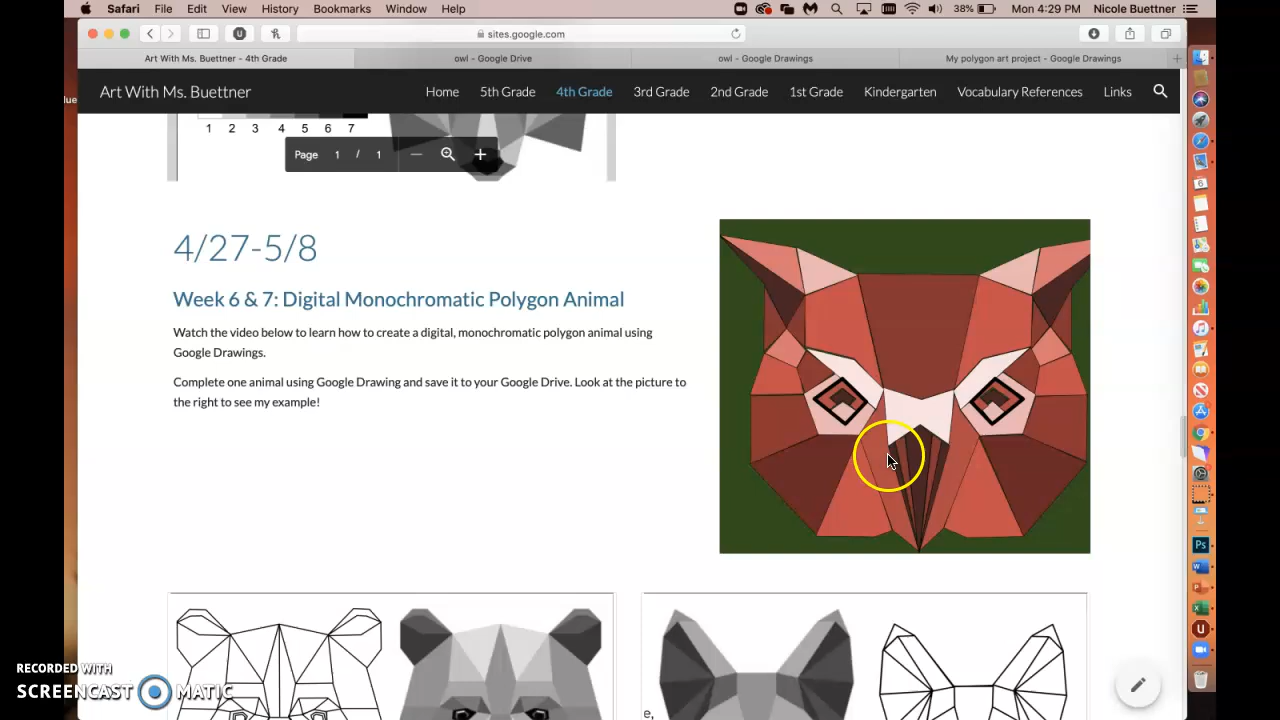 Safari File Edit View History Bookmarks Window Help 38% Mon 4:29 PM Nicole Buettner
sites.google.com
Art With Ms. Buettner - 4th Grade owl - Google Drive owl - Google Drawings My polygon art project - Google Drawings
Art With Ms. Buettner Home 5th Grade 4th Grade 3rd Grade 2nd Grade 1st Grade Kindergarten Vocabulary References Links
1 2 3 4 5 6 7
Page 1 / 1
4/27-5/8
Week 6 & 7: Digital Monochromatic Polygon Animal
Watch the video below to learn how to create a digital, monochromatic polygon animal using
Google Drawings.
Complete one animal using Google Drawing and save it to your Google Drive. Look at the picture to
the right to see my example!
RECORDED WITH
SCREENCAST MATIC